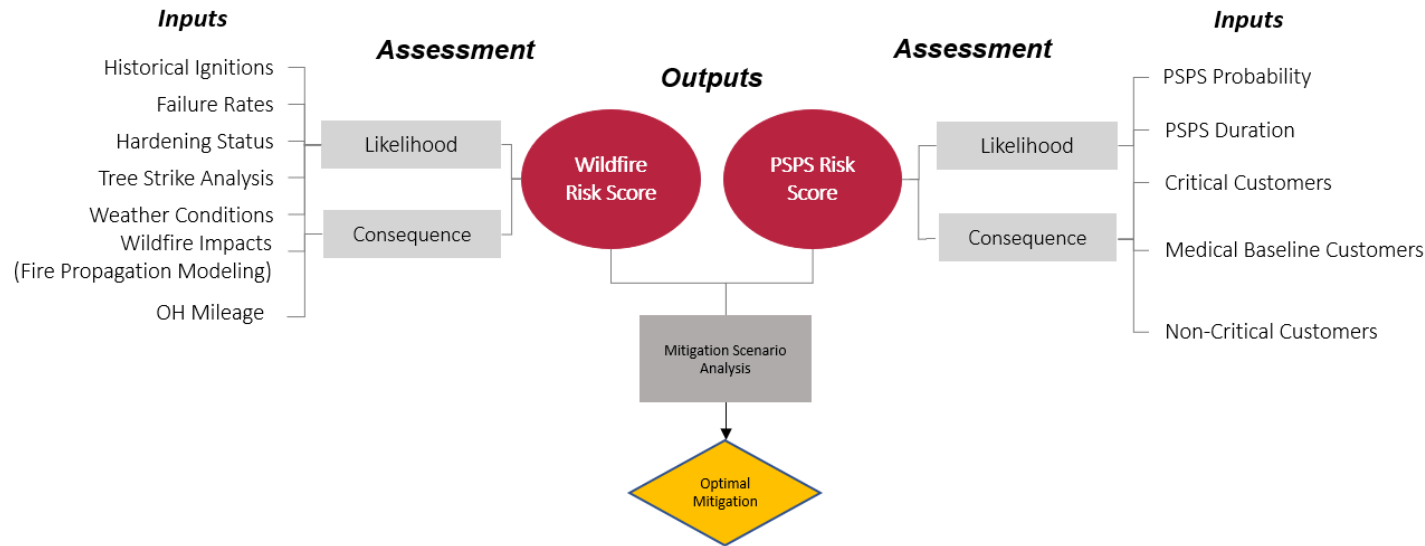 Inputs
Assessment
Historical Ignitions
Failure Rates
Hardening Status
Tree Strike Analysis
Weather Conditions
Wildfire Impacts
(Fire Propagation Modeling)
OH Mileage
Likelihood
Consequence
Outputs
Wildfire
Risk Score
PSPS Risk
Score
Assessment
Likelihood
Consequence
Inputs
PSPS Probability
PSPS Duration
Critical Customers
Medical Baseline Customers
Non-Critical Customers
Mitigation Scenario
Analysis
Optimal
Mitigation